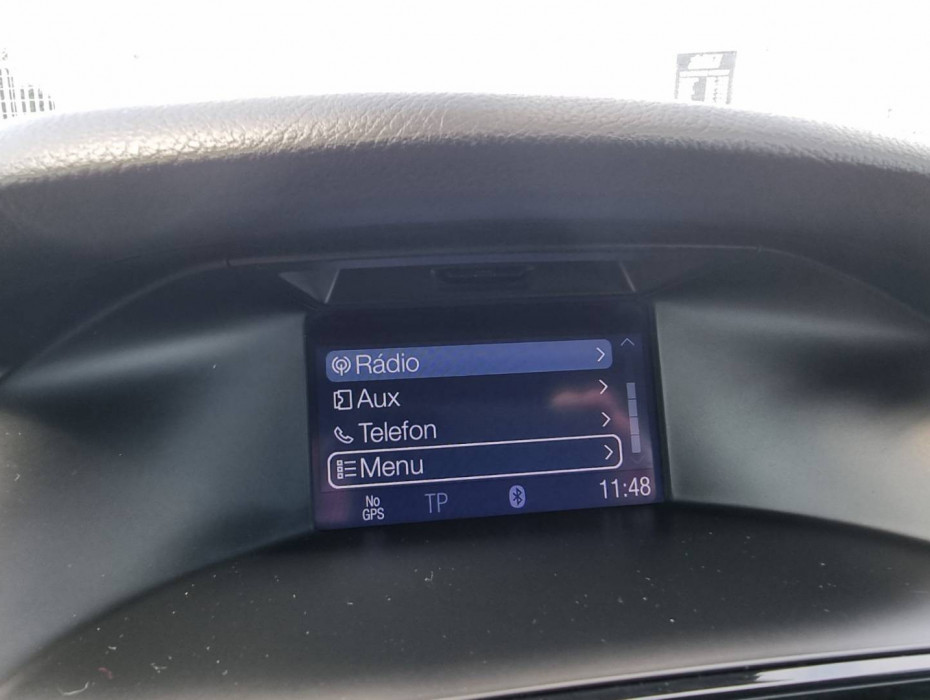 Rádio
Aux
Telefon
Menu
No
GPS
TP
11:48